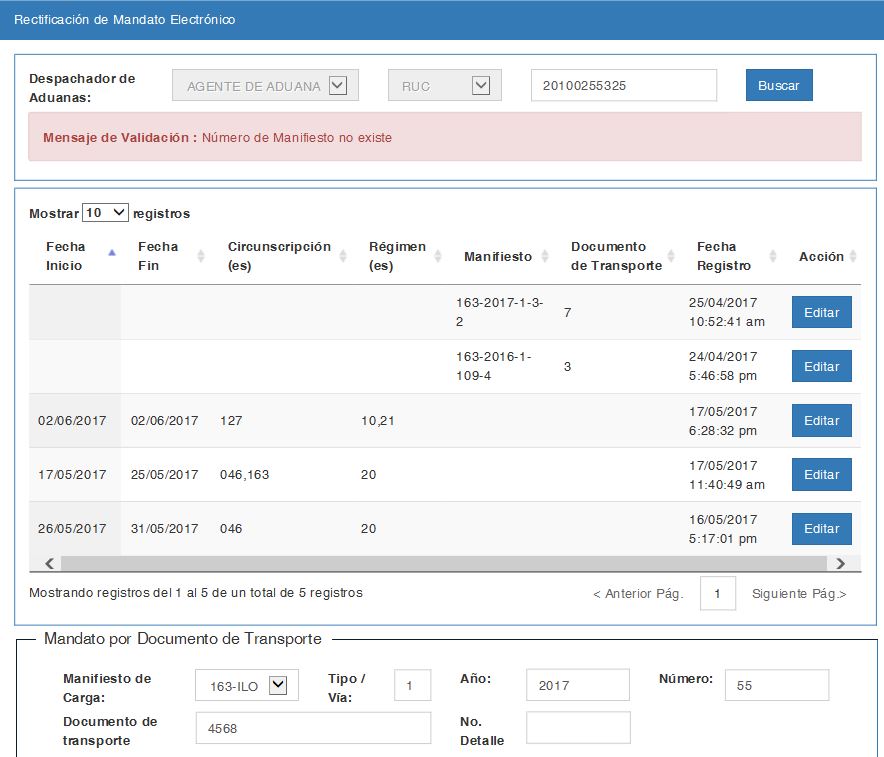 Rectificación de Mandato Electrónico
Despachador de
Aduanas:
AGENTE DE ADUANA
RUC
20100255325
Buscar
Mensaje de Validación : Número de Manifiesto no existe
Mostrar 10 registros
Fecha
Inicio
Fecha
Fin
Circunscripción
(es)
Régimen
(es)
Manifiesto
Documento
de Transporte
Fecha
Registro
Acción
163-2017-1-3-
2
7
25/04/2017
10:52:41 am
Editar
163-2016-1-
109-4
3
24/04/2017
5:46:58 pm
Editar
02/06/2017
02/06/2017
127
10,21
17/05/2017
6:28:32 pm
Editar
17/05/2017
25/05/2017
046,163
20
17/05/2017
11:40:49 am
Editar
26/05/2017
31/05/2017
046
20
16/05/2017
5:17:01 pm
Editar
Mostrando registros del 1 al 5 de un total de 5 registros
< Anterior Pág.
1
Siguiente Pág.>
Mandato por Documento de Transporte
Manifiesto de
Carga:
163-ILO
Tipo /
Vía:
1
Año:
2017
Número:
55
Documento de
transporte
4568
No.
Detalle